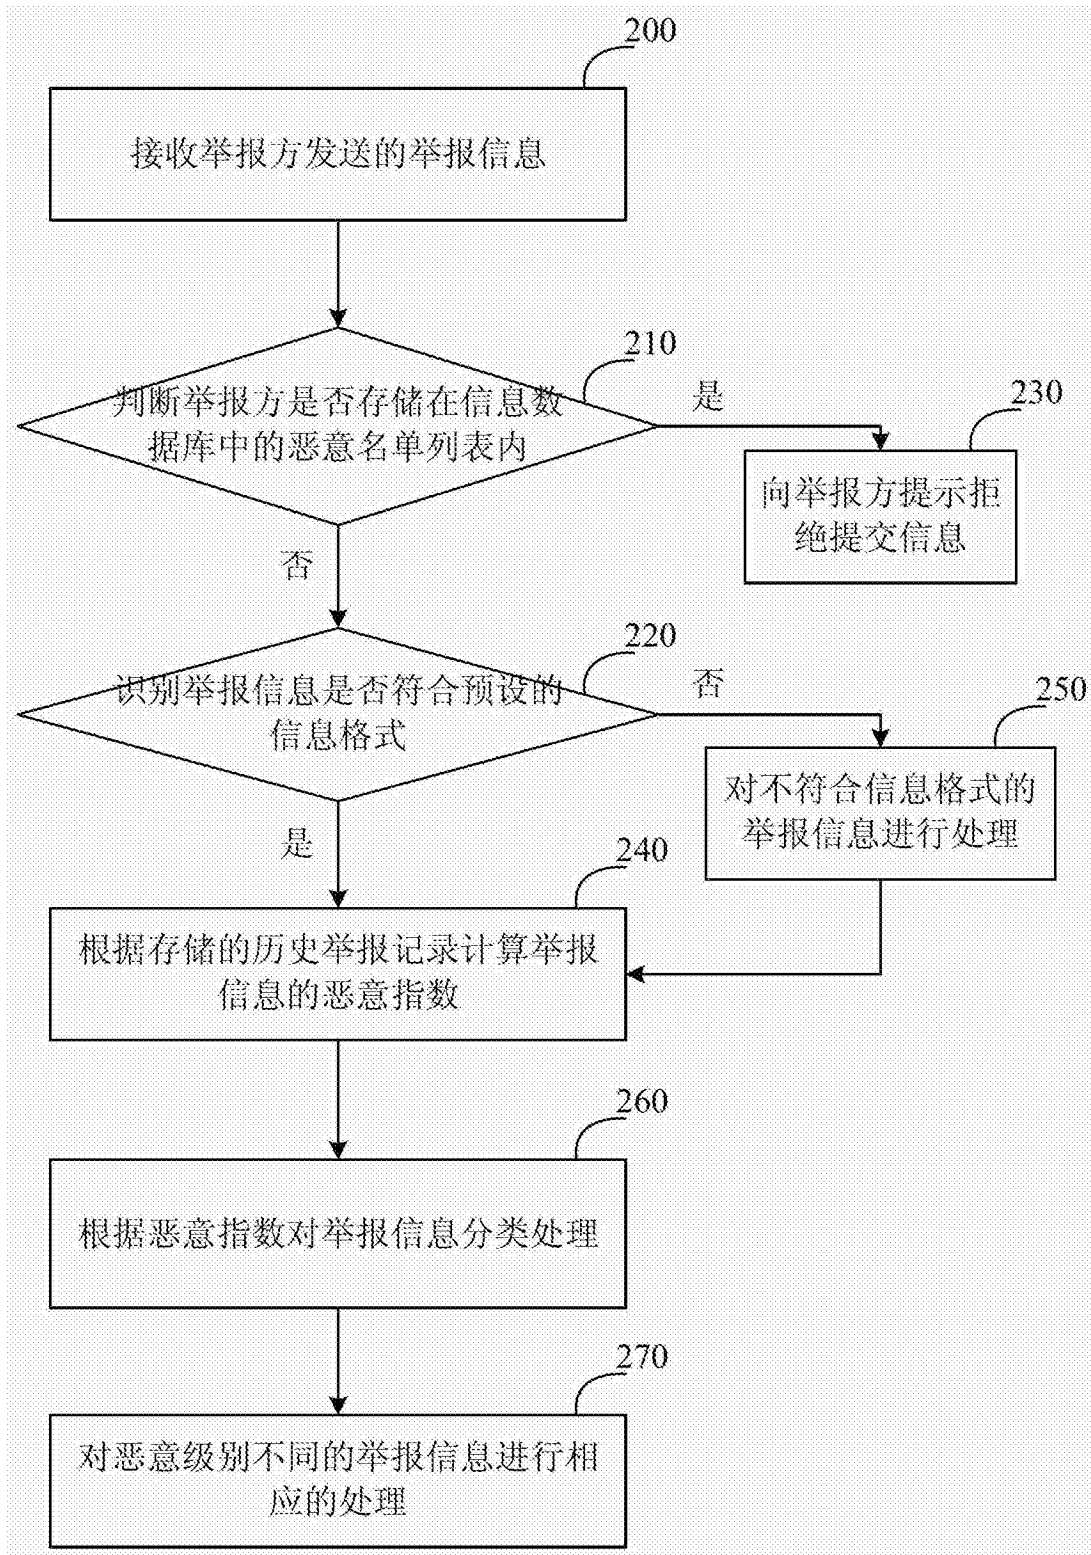 200
接收举报方发送的举报信息
210
判断举报方是否存储在信息数
据库中的恶意名单列表内
是
230
向举报方提示拒
绝提交信息
否
220
识别举报信息是否符合预设的
信息格式
否
250
对不符合信息格式的
举报信息进行处理
是
240
根据存储的历史举报记录计算举报
信息的恶意指数
260
根据恶意指数对举报信息分类处理
270
对恶意级别不同的举报信息进行相
应的处理